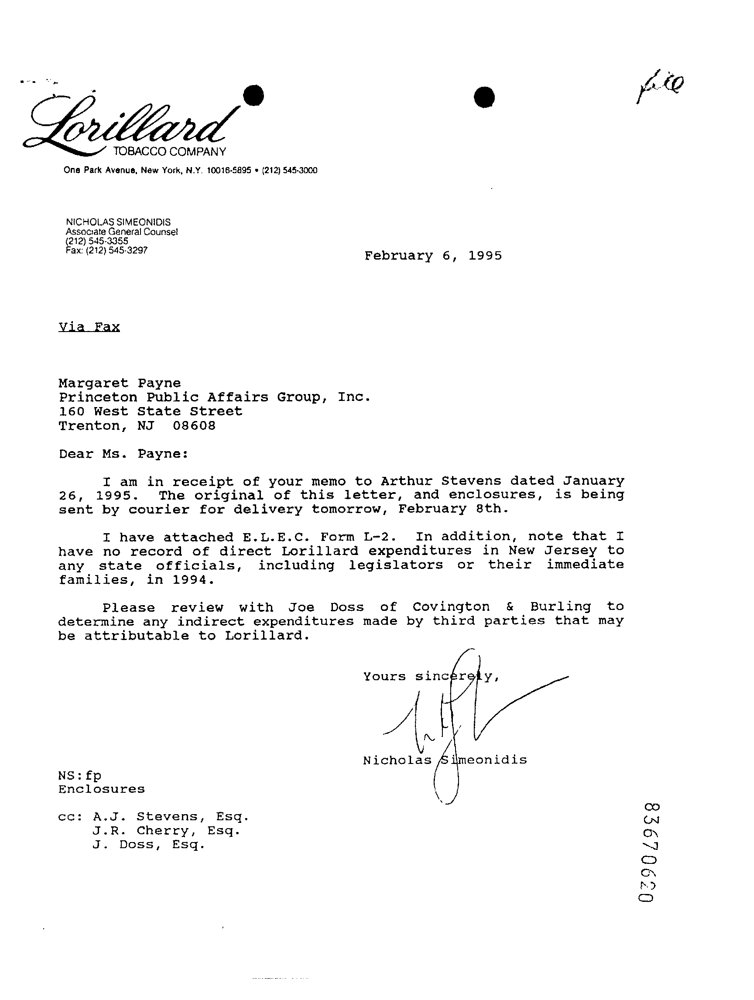 file
Lorillard
TOBACCO COMPANY
One Park Avenue, New York, N.Y. 10016-5895 • (212) 545-3000
NICHOLAS SIMEONIDIS
Associate General Counsel
(212) 545-3355
Fax: (212) 545-3297
February 6, 1995
Via Fax
Margaret Payne
Princeton Public Affairs Group, Inc.
160 West State Street
Trenton, NJ 08608
Dear Ms. Payne:
I am in receipt of your memo to Arthur Stevens dated January
26, 1995. The original of this letter, and enclosures, is being
sent by courier for delivery tomorrow, February 8th.
I have attached E.L.E.C. Form L-2. In addition, note that I
have no record of direct Lorillard expenditures in New Jersey to
any state officials, including legislators or their immediate
families, in 1994.
Please review with Joe Doss of Covington & Burling to
determine any indirect expenditures made by third parties that may
be attributable to Lorillard.
Yours sincerely,
Nicholas Simeonidis
NS:fp
Enclosures
cc: A.J. Stevens, Esq.
J.R. Cherry, Esq.
J. Doss, Esq.
83670620